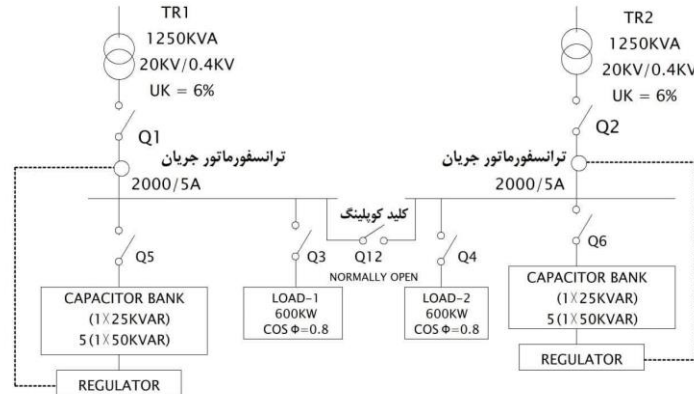 TR1
1250KVA
20KV/0.4KV
UK = 6%
Q1
ترانسفورماتور جریان
2000/5A
TR2
1250KVA
20KV/0.4KV
UK = 6%
Q2
ترانسفورماتور جریان
2000/5A
کلید کوپلینگ
Q5
Q3
Q12
Q4
Q6
NORMALLY OPEN
CAPACITOR BANK
(1X25KVAR)
5(1X50KVAR)
REGULATOR
LOAD-1
600KW
COS Φ=0.8
LOAD-2
600KW
COS Φ=0.8
CAPACITOR BANK
(1X25KVAR)
5(1X50KVAR)
REGULATOR